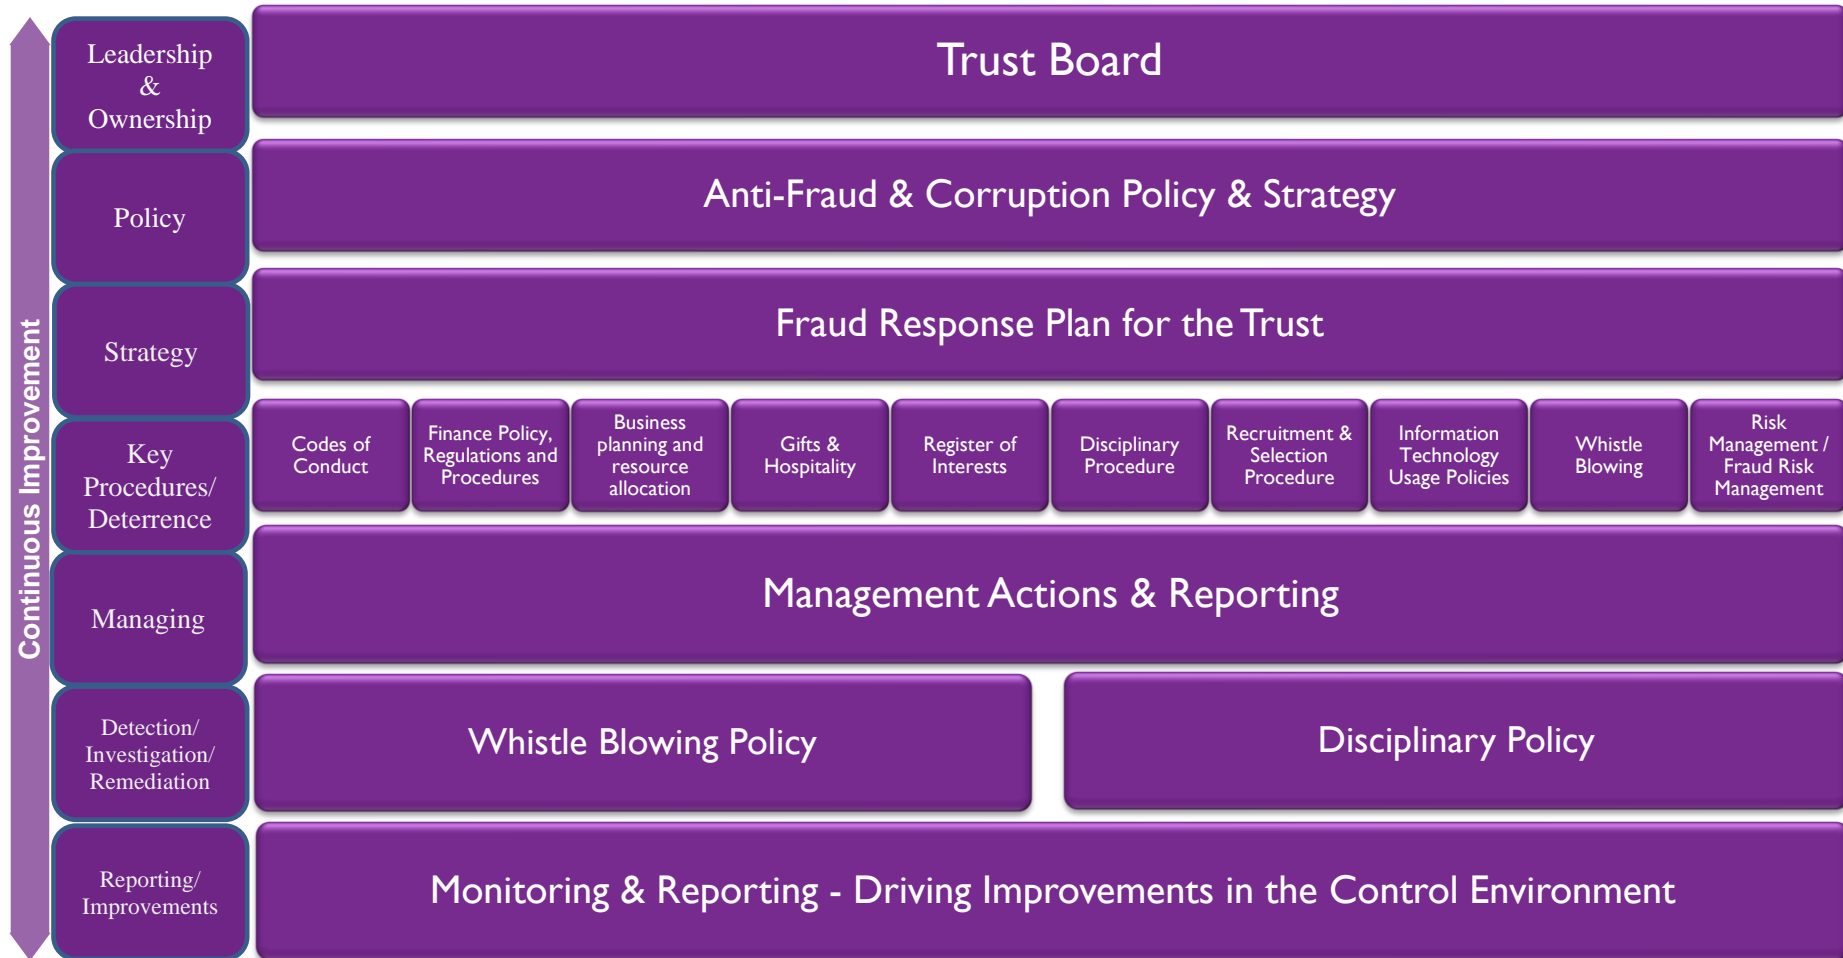 Continuous Improvement
Leadership
&
Ownership
Trust Board
Policy
Anti-Fraud & Corruption Policy & Strategy
Strategy
Fraud Response Plan for the Trust
Key
Procedures/
Deterrence
Codes of
Conduct
Finance Policy,
Regulations and
Procedures
Business
planning and
resource
allocation
Gifts &
Hospitality
Register of
Interests
Disciplinary
Procedure
Recruitment &
Selection
Procedure
Information
Technology
Usage Policies
Whistle
Blowing
Risk
Management /
Fraud Risk
Management
Managing
Management Actions & Reporting
Detection/
Investigation/
Remediation
Whistle Blowing Policy
Disciplinary Policy
Reporting/
Improvements
Monitoring & Reporting - Driving Improvements in the Control Environment